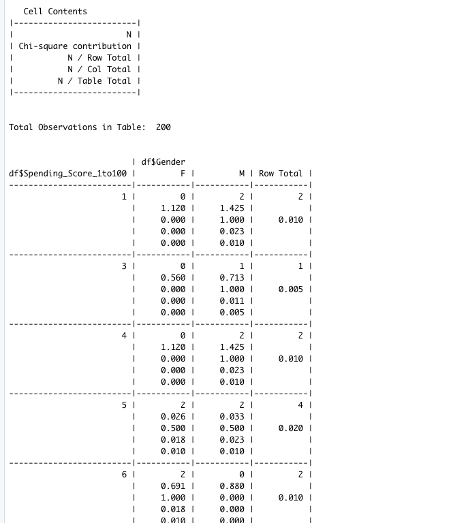 Cell Contents
|-------------------------|
| N |
| Chi-square contribution |
| N / Row Total |
| N / Col Total |
| N / Table Total |
|-------------------------|
Total Observations in Table: 200
| df$Gender
df$Spending_Score_1to100 | F | M | Row Total |
-------------------------|-----------|-----------|-----------|
1 | 0 | 2 | 2 |
| 1.120 | 1.425 | |
| 0.000 | 1.000 | 0.010 |
| 0.000 | 0.023 | |
| 0.000 | 0.010 | |
-------------------------|-----------|-----------|-----------|
3 | 0 | 1 | 1 |
| 0.560 | 0.713 | |
| 0.000 | 1.000 | 0.005 |
| 0.000 | 0.011 | |
| 0.000 | 0.005 | |
-------------------------|-----------|-----------|-----------|
4 | 0 | 2 | 2 |
| 1.120 | 1.425 | |
| 0.000 | 1.000 | 0.010 |
| 0.000 | 0.023 | |
| 0.000 | 0.010 | |
-------------------------|-----------|-----------|-----------|
5 | 2 | 2 | 4 |
| 0.026 | 0.033 | |
| 0.500 | 0.500 | 0.020 |
| 0.018 | 0.023 | |
| 0.010 | 0.010 | |
-------------------------|-----------|-----------|-----------|
6 | 2 | 0 | 2 |
| 0.691 | 0.880 | |
| 1.000 | 0.000 | 0.010 |
| 0.018 | 0.000 | |
| 0.010 | 0.000 | |